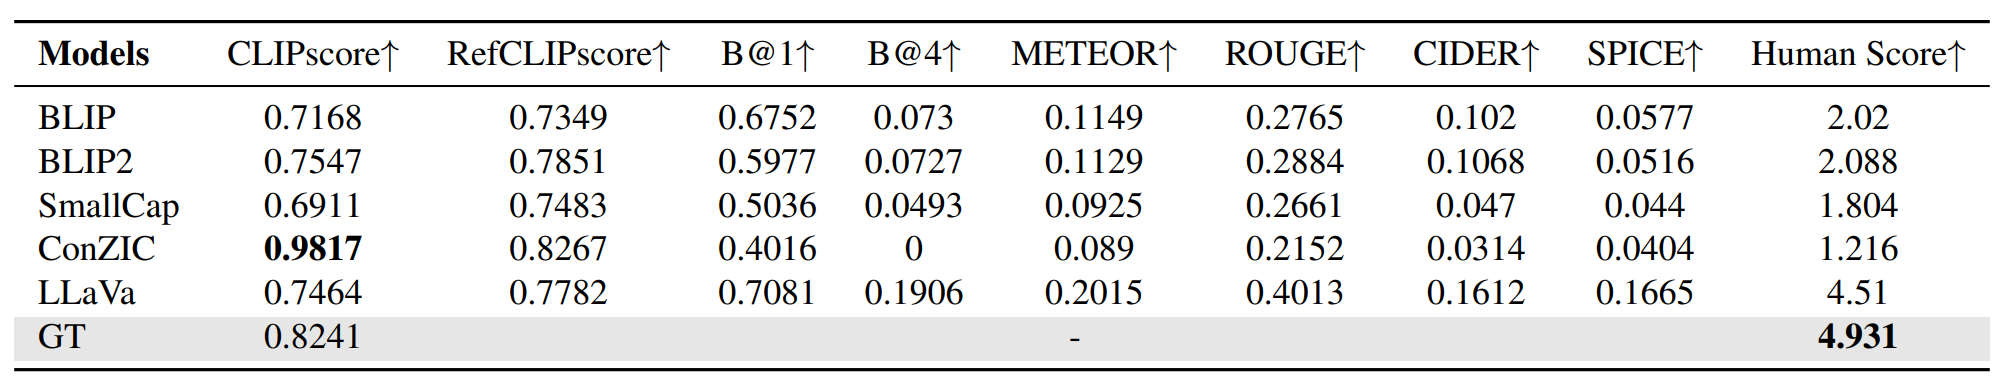 Models CLIPscore↑ RefCLIPscore↑ B@1↑ B@4↑ METEOR↑ ROUGE↑ CIDER↑ SPICE↑ Human Score↑
BLIP 0.7168 0.7349 0.6752 0.073 0.1149 0.2765 0.102 0.0577 2.02
BLIP2 0.7547 0.7851 0.5977 0.0727 0.1129 0.2884 0.1068 0.0516 2.088
SmallCap 0.6911 0.7483 0.5036 0.0493 0.0925 0.2661 0.047 0.044 1.804
ConZIC 0.9817 0.8267 0.4016 0 0.089 0.2152 0.0314 0.0404 1.216
LLaVa 0.7464 0.7782 0.7081 0.1906 0.2015 0.4013 0.1612 0.1665 4.51
GT 0.8241 - 4.931